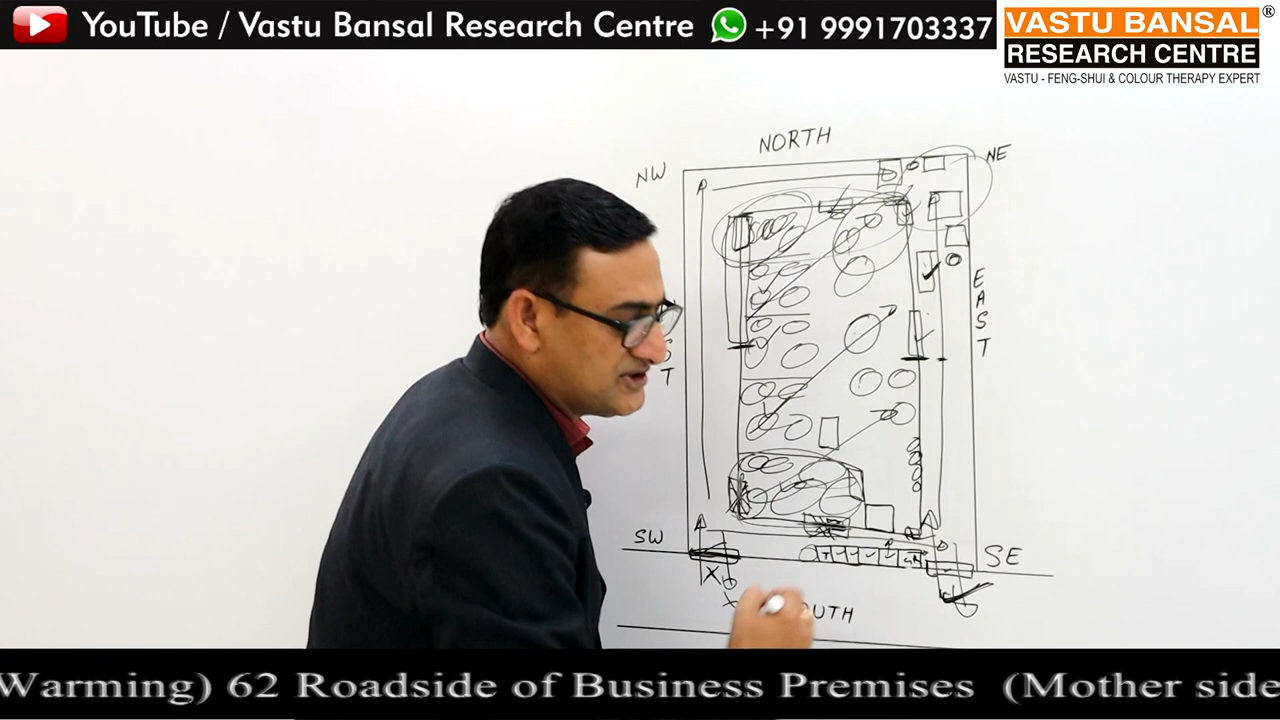 YouTube / Vastu Bansal Research Centre +91 9991703337
VASTU BANSAL®
RESEARCH CENTRE
VASTU - FENG-SHUI & COLOUR THERAPY EXPERT
NORTH
NW
NE
EAST
SW
SE
Warming) 62 Roadside of Business Premises (Mother side